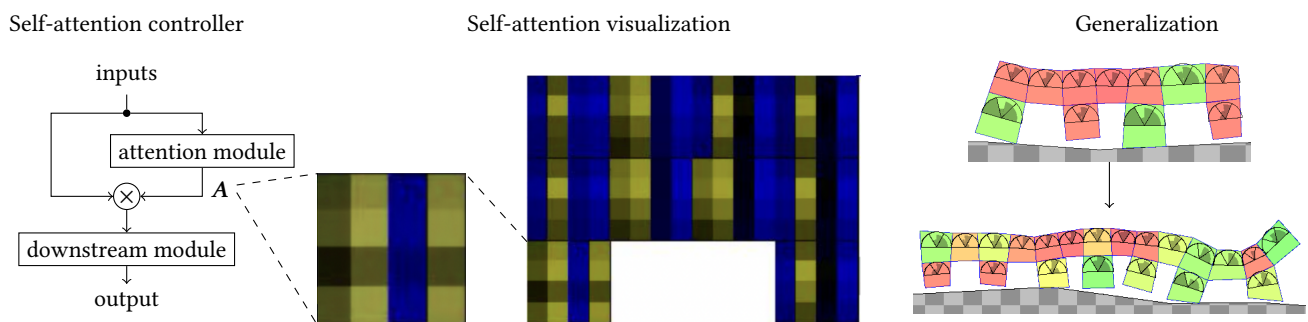 Self-attention controller
Self-attention visualization
Generalization
inputs
attention module
A
×
downstream module
output